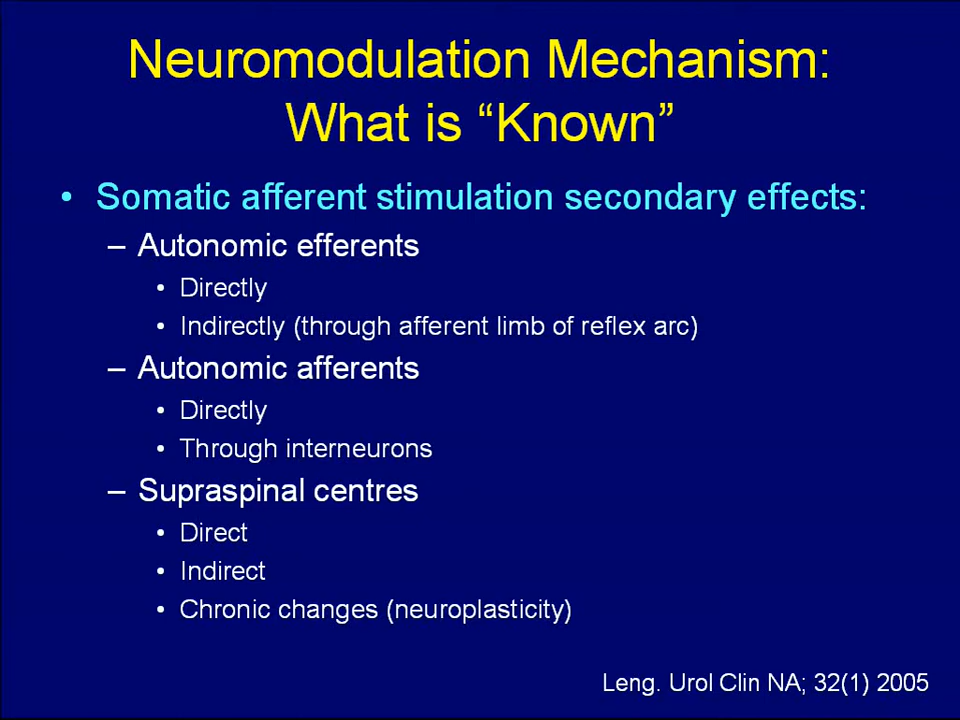 Neuromodulation Mechanism:
What is “Known”
• Somatic afferent stimulation secondary effects:
– Autonomic efferents
• Directly
• Indirectly (through afferent limb of reflex arc)
– Autonomic afferents
• Directly
• Through interneurons
– Supraspinal centres
• Direct
• Indirect
• Chronic changes (neuroplasticity)
Leng. Urol Clin NA; 32(1) 2005